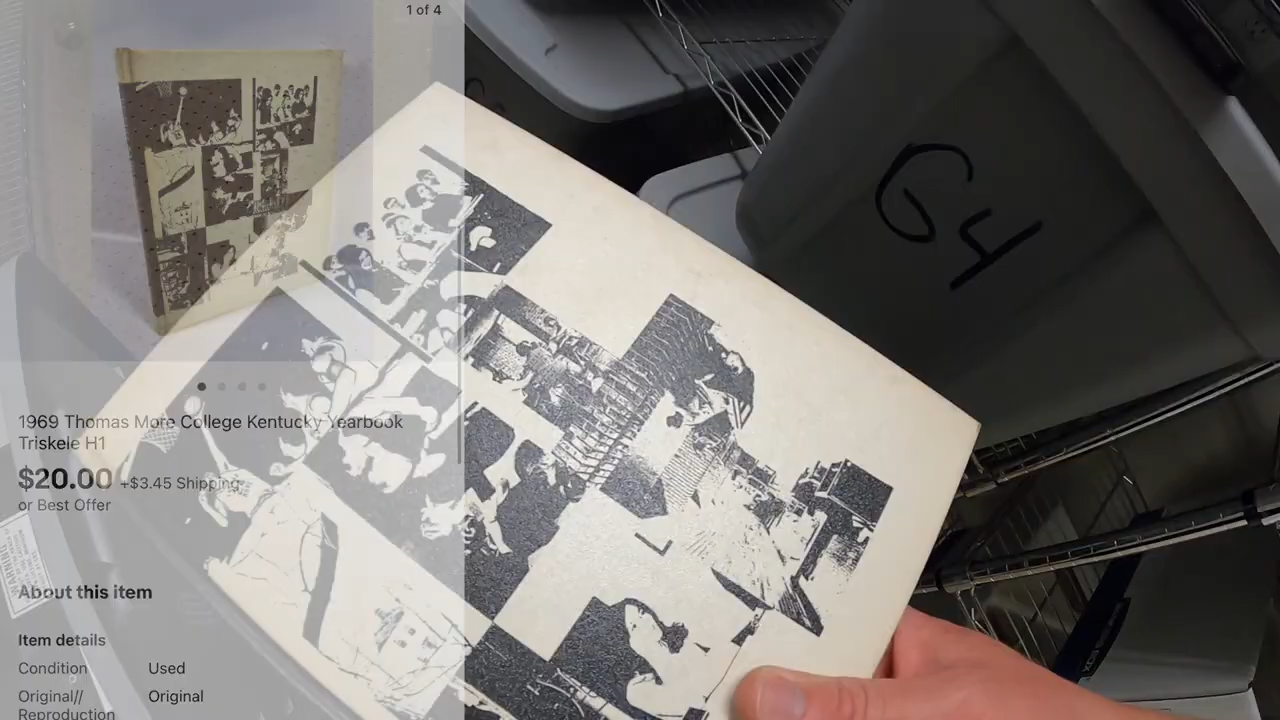 1 of 4
G4
1969 Thomas More College Kentucky Yearbook
Triskele H1
$20.00 +$3.45 Shipping
or Best Offer
About this item
Item details
Condition Used
Original// Original
Reproduction